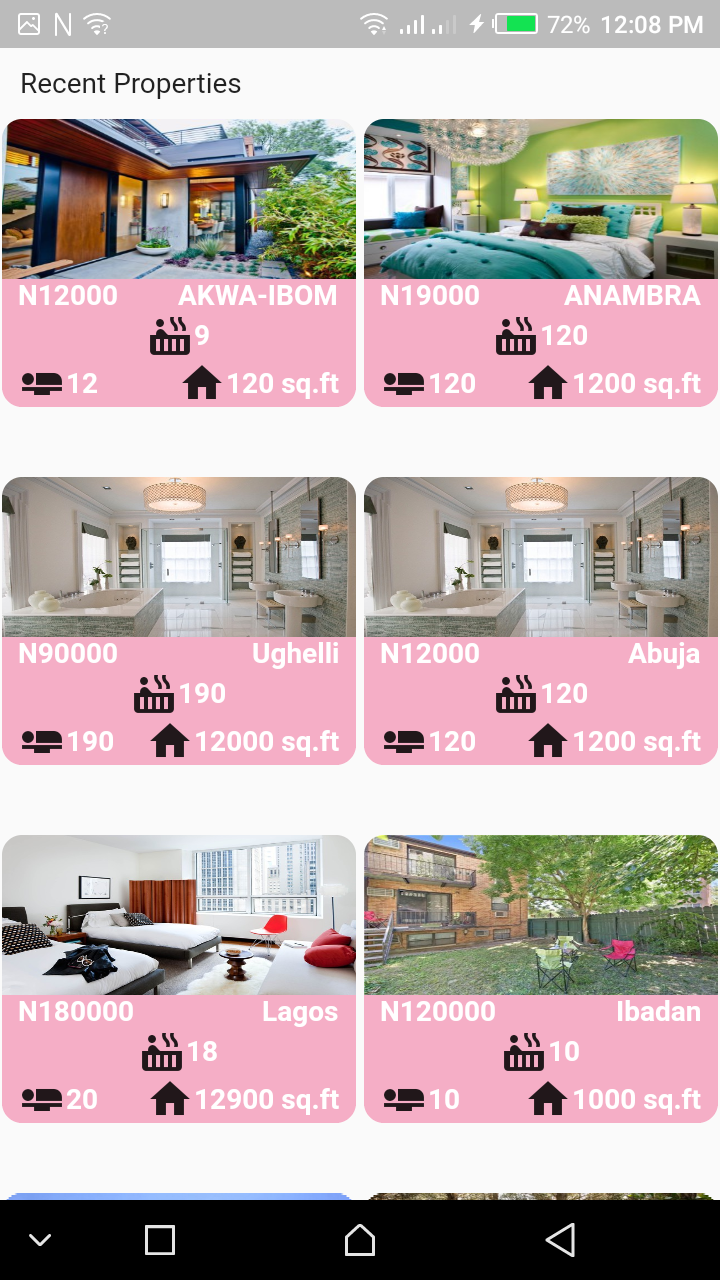 72% 12:08 PM
Recent Properties
N12000 AKWA-IBOM
9
12 120 sq.ft
N19000 ANAMBRA
120
120 1200 sq.ft
N90000 Ughelli
190
190 12000 sq.ft
N12000 Abuja
120
120 1200 sq.ft
N180000 Lagos
18
20 12900 sq.ft
N120000 Ibadan
10
10 1000 sq.ft